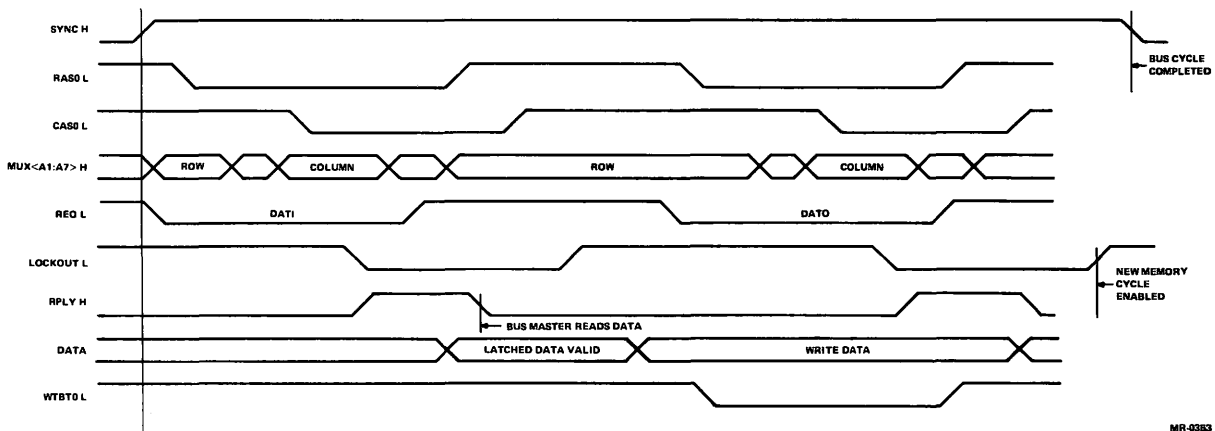 SYNC H
BUS CYCLE
COMPLETED
RAS0 L
CAS0 L
MUX<A1:A7> H
ROW
COLUMN
ROW
COLUMN
REQ L
DATI
DATO
LOCKOUT L
NEW MEMORY
CYCLE
ENABLED
RPLY H
BUS MASTER READS DATA
DATA
LATCHED DATA VALID
WRITE DATA
WTBT0 L
MR-0383